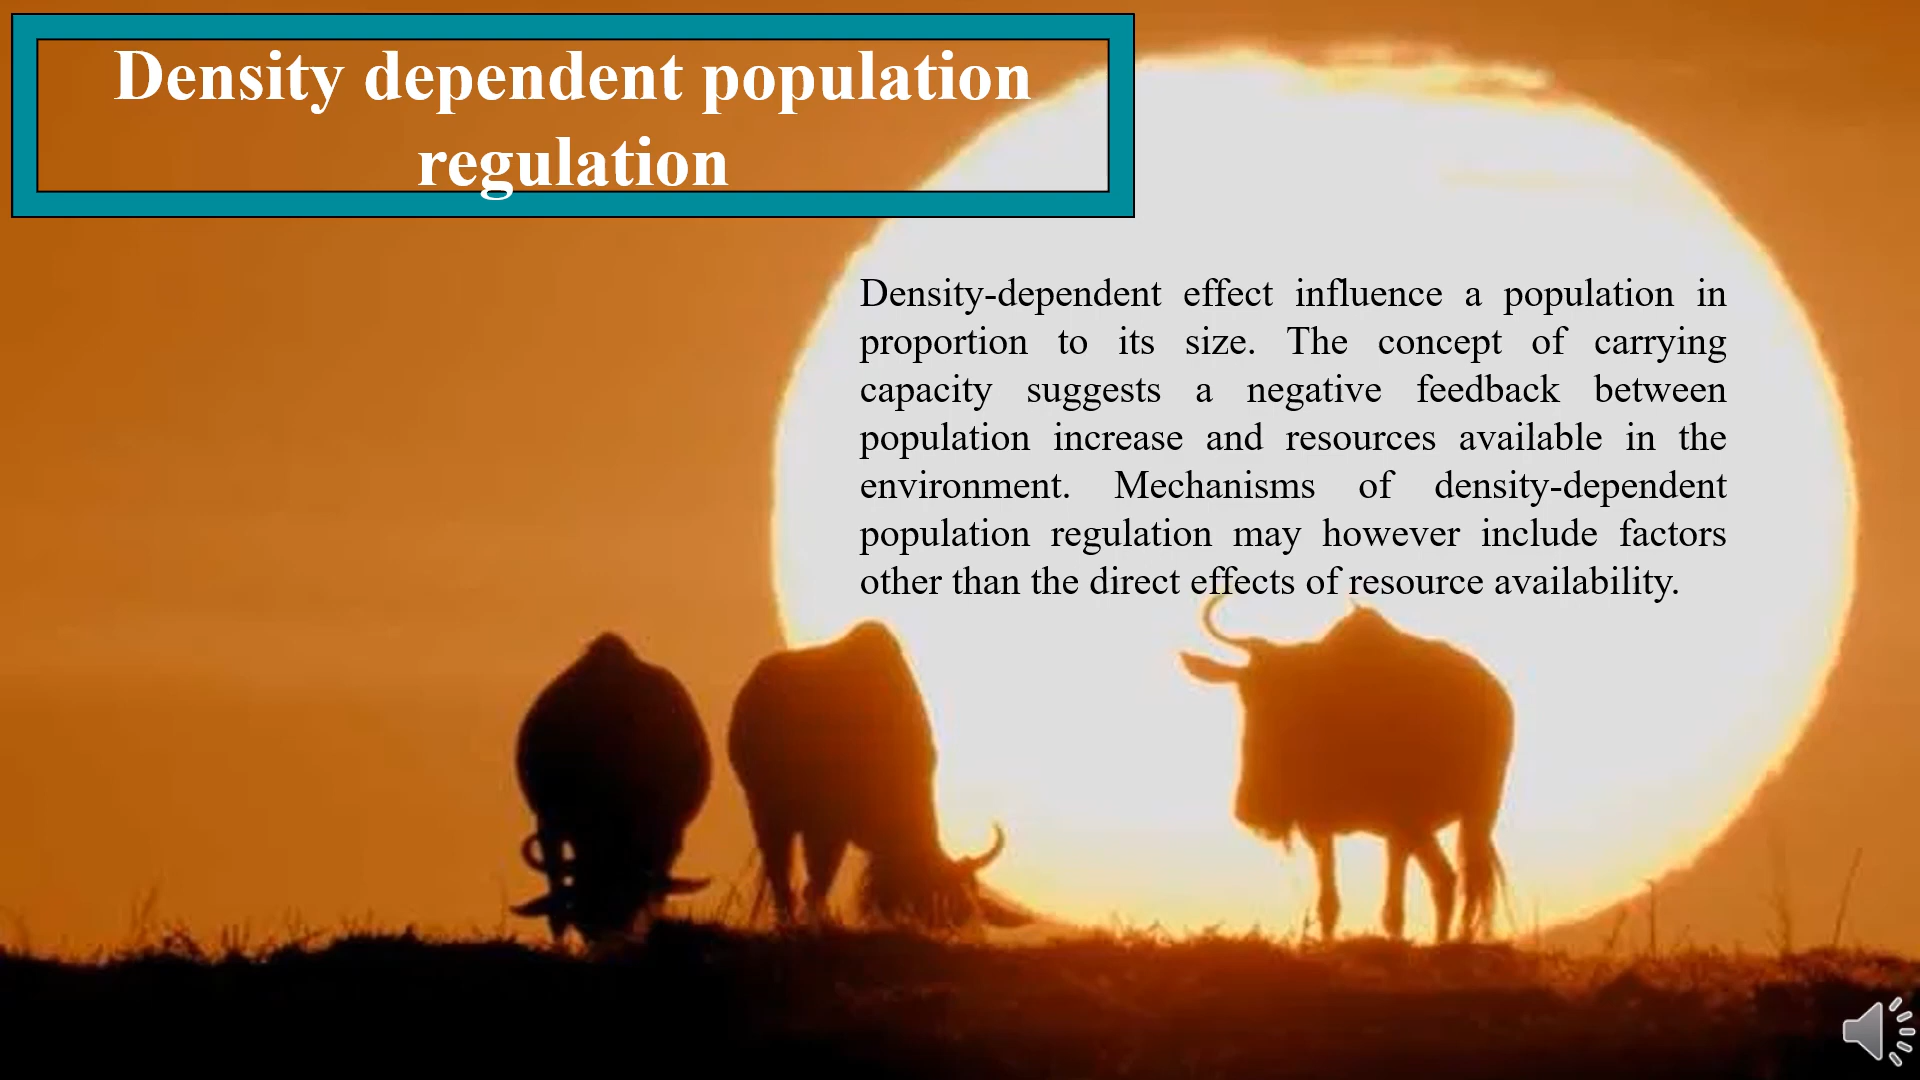 Density dependent population
regulation
Density-dependent effect influence a population in
proportion to its size. The concept of carrying
capacity suggests a negative feedback between
population increase and resources available in the
environment. Mechanisms of density-dependent
population regulation may however include factors
other than the direct effects of resource availability.